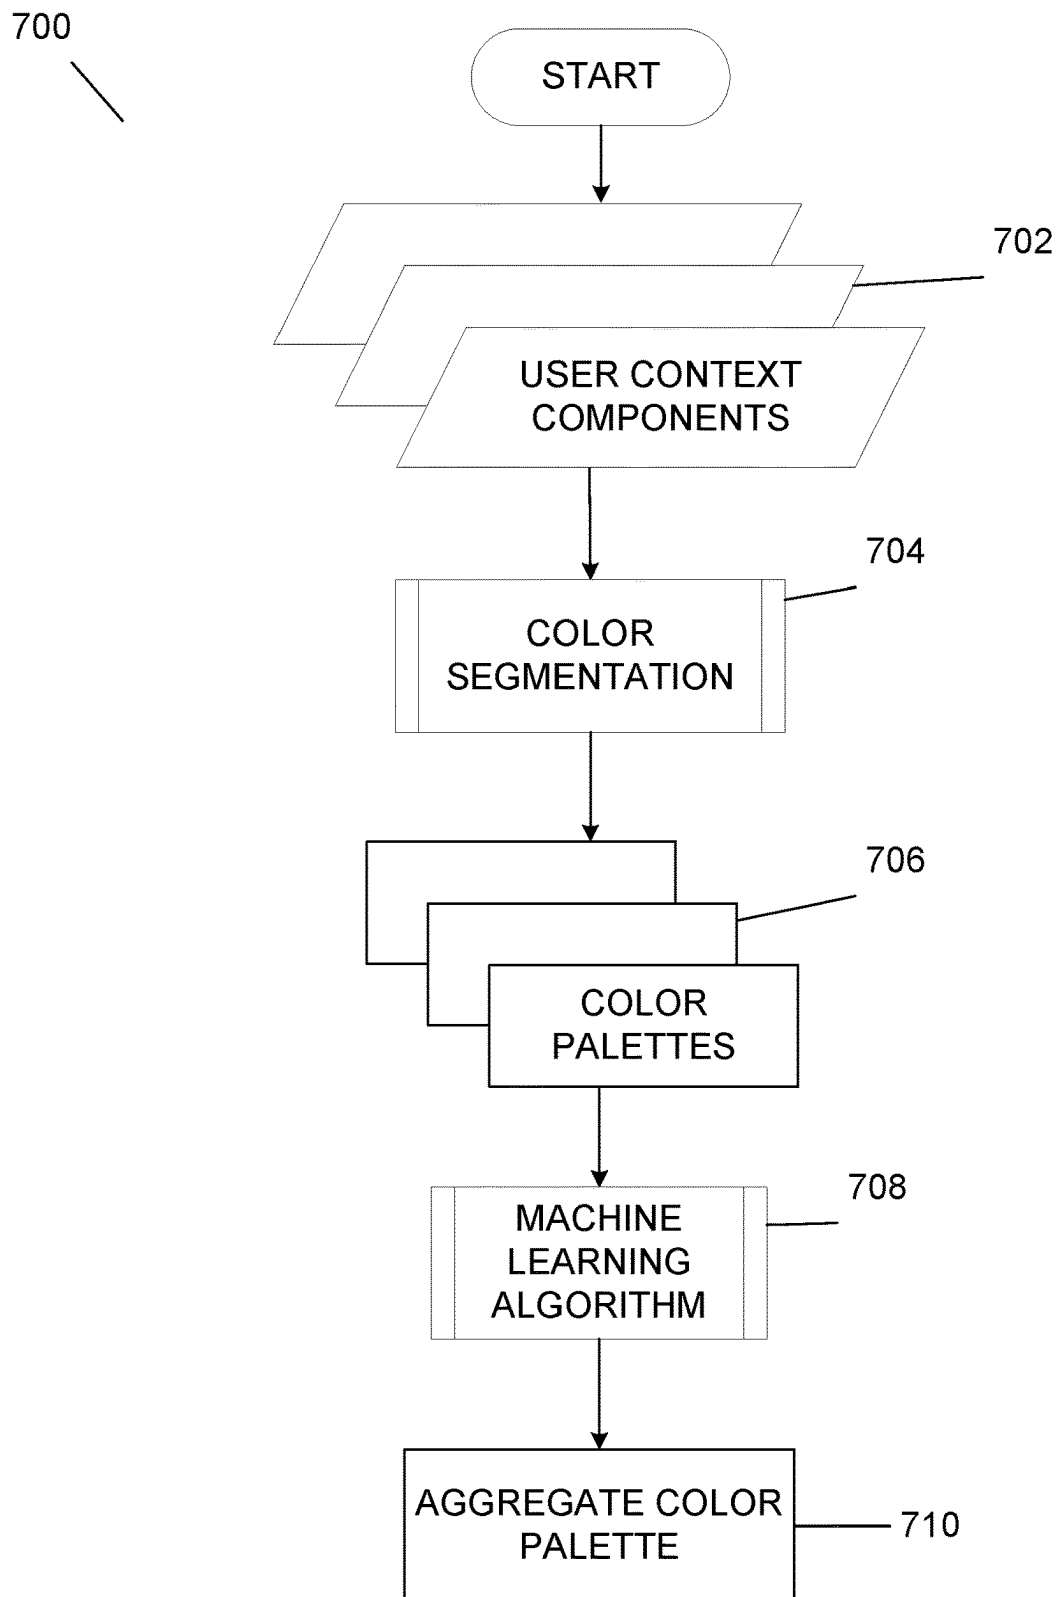 700
START
702
USER CONTEXT
COMPONENTS
704
COLOR
SEGMENTATION
706
COLOR
PALETTES
708
MACHINE
LEARNING
ALGORITHM
AGGREGATE COLOR
PALETTE
710